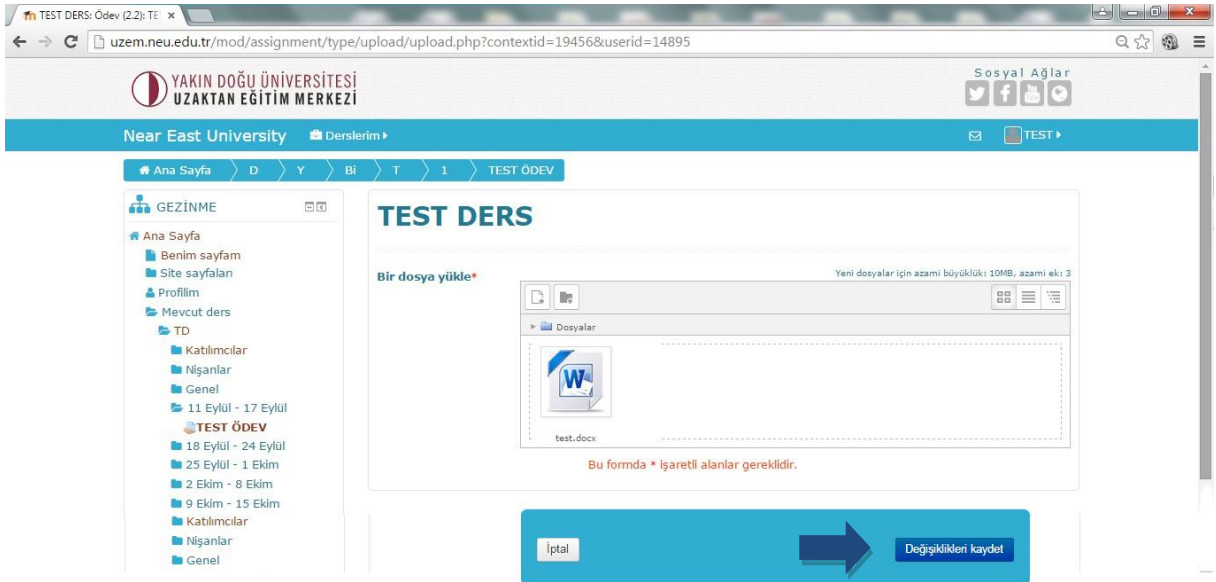 TEST DERS: Ödev (2.2): TE
uzem.neu.edu.tr/mod/assignment/type/upload/upload.php?contextid=19456&userid=14895
YAKIN DOĞU ÜNİVERSİTESİ
UZAKTAN EĞİTİM MERKEZİ
Sosyal Ağlar
Near East University Derslerim
TEST
Ana Sayfa D Y Bi T 1 TEST ÖDEV
GEZİNME
Ana Sayfa
Benim sayfam
Site sayfaları
Profilim
Mevcut ders
TD
Katılımcılar
Nişanlar
Genel
11 Eylül - 17 Eylül
TEST ÖDEV
18 Eylül - 24 Eylül
25 Eylül - 1 Ekim
2 Ekim - 8 Ekim
9 Ekim - 15 Ekim
Katılımcılar
Nişanlar
Genel
TEST DERS
Bir dosya yükle*
Yeni dosyalar için azami büyüklük: 10MB, azami ek: 3
Dosyalar
W
test.docx
Bu formda * işaretli alanlar gereklidir.
İptal
Değişiklikleri kaydet